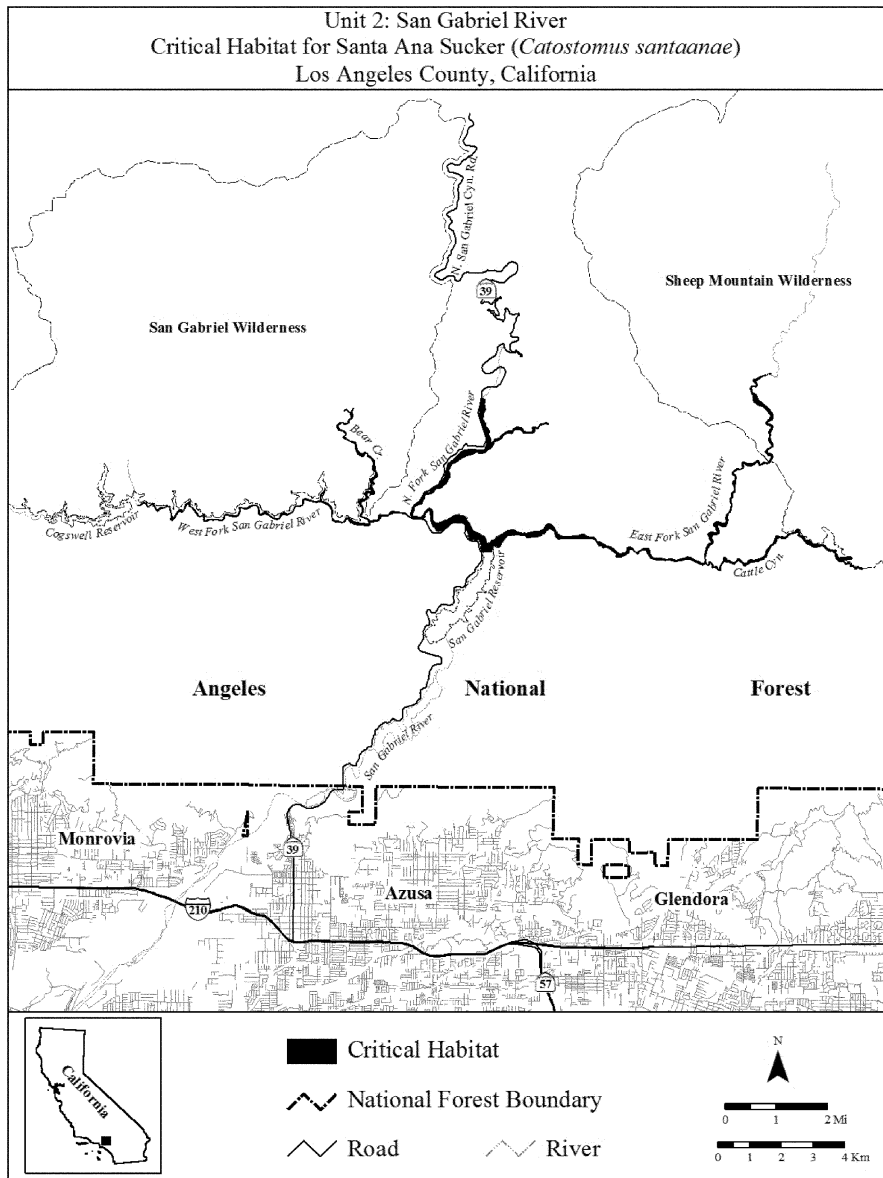 Unit 2: San Gabriel River
Critical Habitat for Santa Ana Sucker (Catostomus santaanae)
Los Angeles County, California
N. San Gabriel Cyn. Rd.
39
Sheep Mountain Wilderness
San Gabriel Wilderness
Bear Cr
N. Fork San Gabriel River
Cogswell Reservoir
West Fork San Gabriel River
East Fork San Gabriel River
Cattle Cyn.
San Gabriel Reservoir
Angeles National Forest
San Gabriel River
Monrovia
39
Azusa
Glendora
210
57
California
Critical Habitat
National Forest Boundary
Road
River
N
0 1 2 Mi
0 1 2 3 4 Km